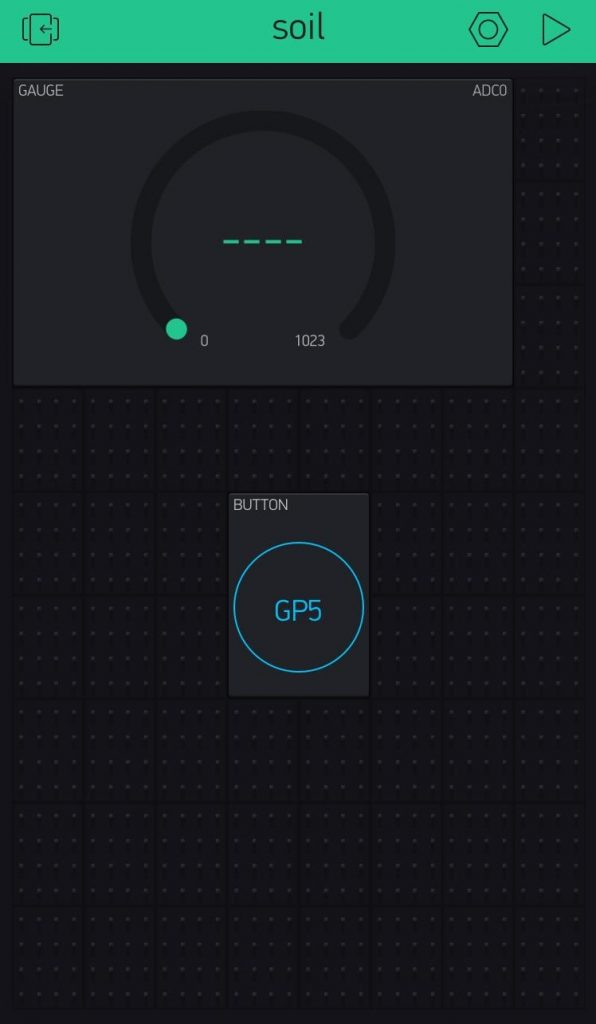 soil
GAUGE
ADC0
----
0
1023
BUTTON
GP5